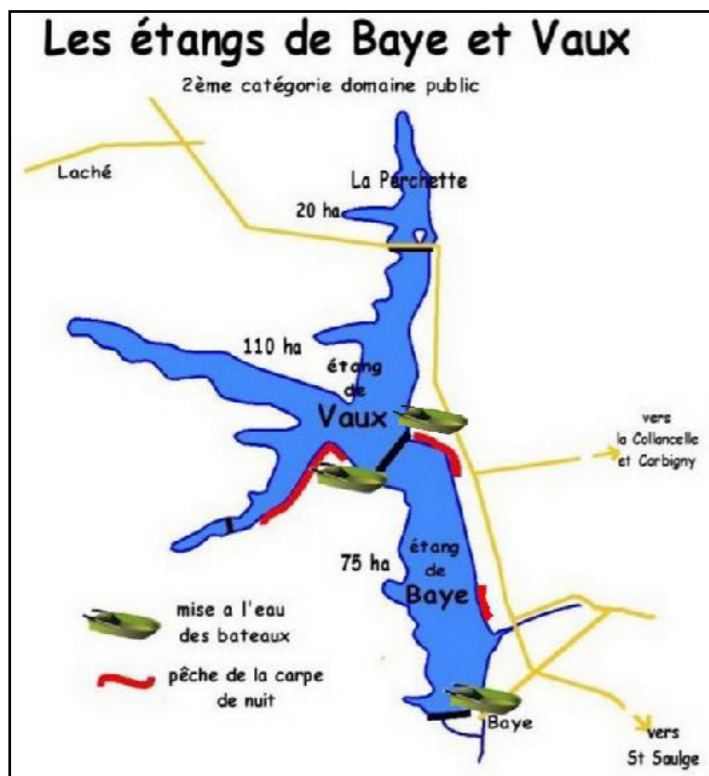 Les étangs de Baye et Vaux
2ème catégorie domaine public
Laché
La Perchette
20 ha
110 ha
étang
de
Vaux
vers
la Collancelle
et Corbigny
75 ha
étang
de
Baye
mise a l'eau
des bateaux
pêche de la carpe
de nuit
Baye
vers
St Saulge